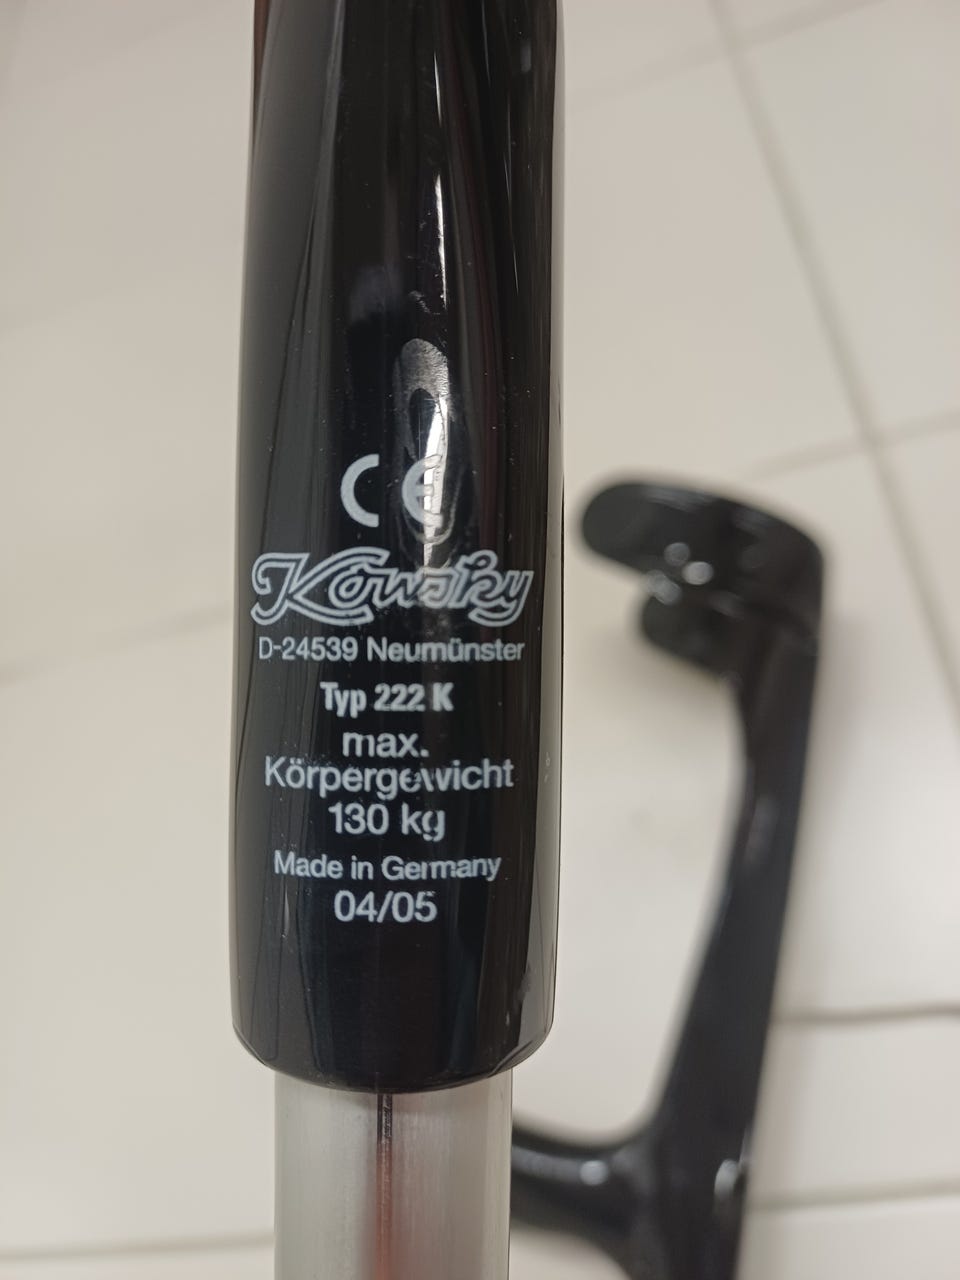 CE
Kowsky
D-24539 Neumünster
Typ 222 K
max.
Körpergewicht
130 kg
Made in Germany
04/05